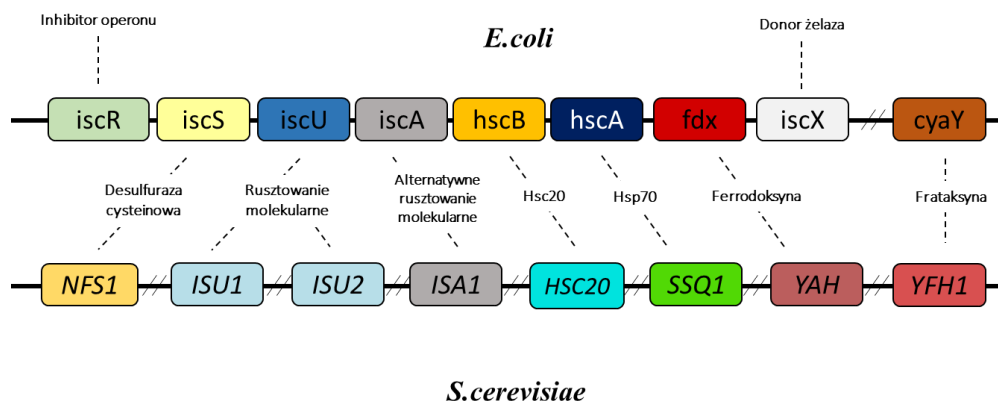 Inhibitor operonu
E.coli
Donor żelaza
iscR iscS iscU iscA hscB hscA fdx iscX cyaY
Desulfuraza
cysteinowa
Rusztowanie
molekularne
Alternatywne
rusztowanie
molekularne
Hsc20
Hsp70
Ferrodoksyna
Frataksyna
NFS1 ISU1 ISU2 ISA1 HSC20 SSQ1 YAH YFH1
S.cerevisiae